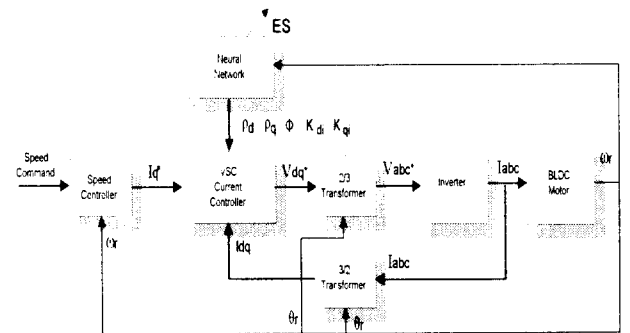 ES
Neural
Network
ρd ρq Φ Kdi Kqi
Speed
Command
Speed
Controller
Iq*
VSC
Current
Controller
Vdq*
2/3
Transformer
Vabc*
Inverter
Iabc
BLDC
Motor
ωr
ωr
Idq
3/2
Transformer
Iabc
θr
θr